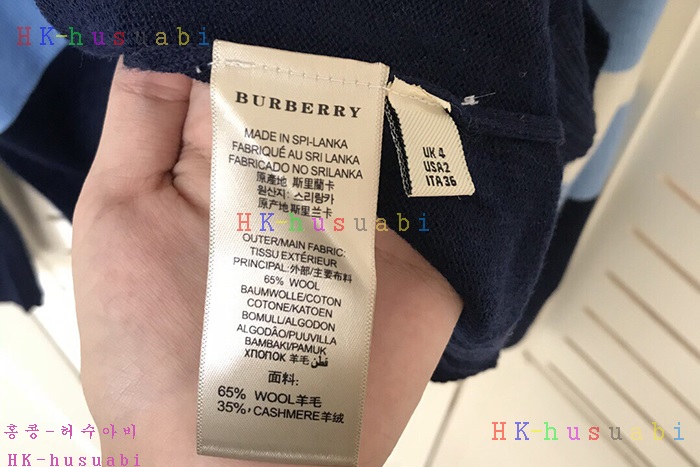 HK-husuabi
BURBERRY
MADE IN SPI-LANKA
FABRIQUÉ AU SRI LANKA
FABRICADO NO SRILANKA
原產地 斯里蘭卡
원산지: 스리랑카
原产地: 斯里兰卡
UK 4
USA2
ITA 36
HK-husuabi
OUTER/MAIN FABRIC:
TISSU EXTÉRIEUR
PRINCIPAL:外部/主要布料
65% WOOL
BAUMWOLLE/COTON
COTONE/KATOEN
BOMULL/ALGODON
ALGODÃO/PUUVILLA
BAMBAKI/PAMUK
ХПОПОК 羊毛 قطن
面料:
65% WOOL羊毛
35%,CASHMERE羊绒
홍콩-허수아비
HK-husuabi
HK-husuabi